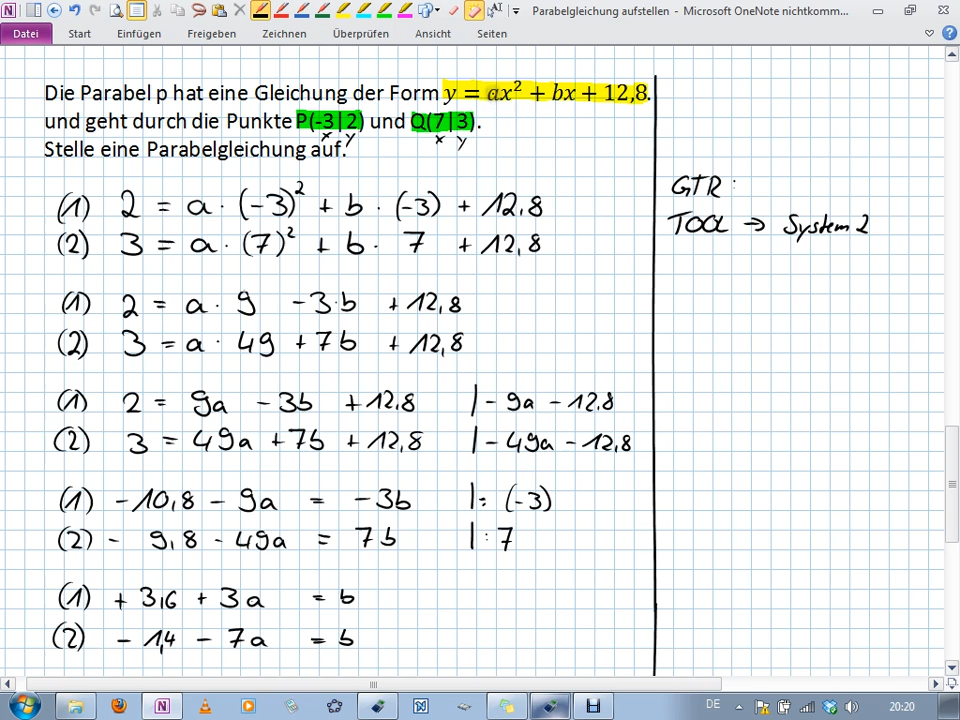 Parabelgleichung aufstellen - Microsoft OneNote nichtkomm...
Datei Start Einfügen Freigeben Zeichnen Überprüfen Ansicht Seiten
Die Parabel p hat eine Gleichung der Form y = ax² + bx + 12,8.
und geht durch die Punkte P(-3|2) und Q(7|3).
x y x y
Stelle eine Parabelgleichung auf.
GTR :
TOOL → System 2
(1) 2 = a · (-3)² + b · (-3) + 12,8
(2) 3 = a · (7)² + b · 7 + 12,8
(1) 2 = a · 9 - 3·b + 12,8
(2) 3 = a · 49 + 7b + 12,8
(1) 2 = 9a - 3b + 12,8 | - 9a - 12,8
(2) 3 = 49a + 7b + 12,8 | - 49a - 12,8
(1) - 10,8 - 9a = - 3b | : (-3)
(2) - 9,8 - 49a = 7b | : 7
(1) + 3,6 + 3a = b
(2) - 1,4 - 7a = b
DE 20:20